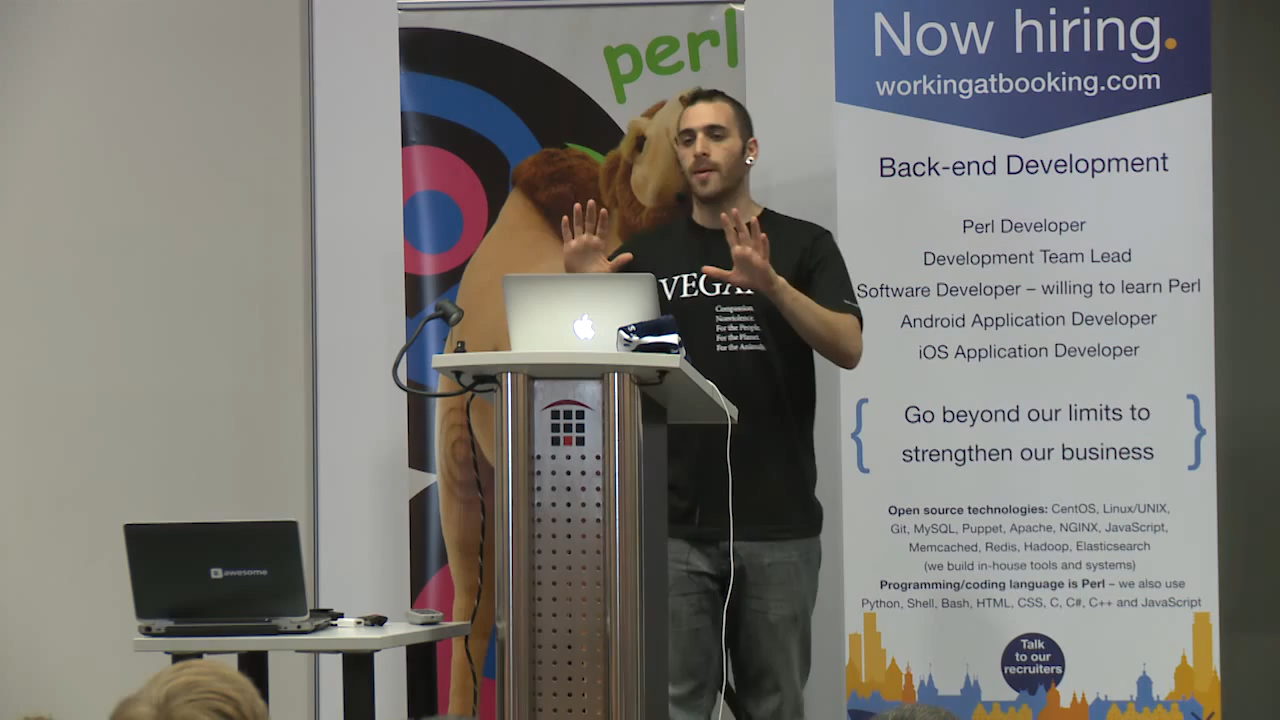 perl
Now hiring.
workingatbooking.com
Back-end Development
Perl Developer
Development Team Lead
Software Developer – willing to learn Perl
Android Application Developer
iOS Application Developer
{ Go beyond our limits to }
strengthen our business
Open source technologies: CentOS, Linux/UNIX,
Git, MySQL, Puppet, Apache, NGINX, JavaScript,
Memcached, Redis, Hadoop, Elasticsearch
(we build in-house tools and systems)
Programming/coding language is Perl – we also use
Python, Shell, Bash, HTML, CSS, C, C#, C++ and JavaScript
Talk
to our
recruiters
Compassion.
Nonviolence.
For the People.
For the Planet.
For the Animals.
awesome